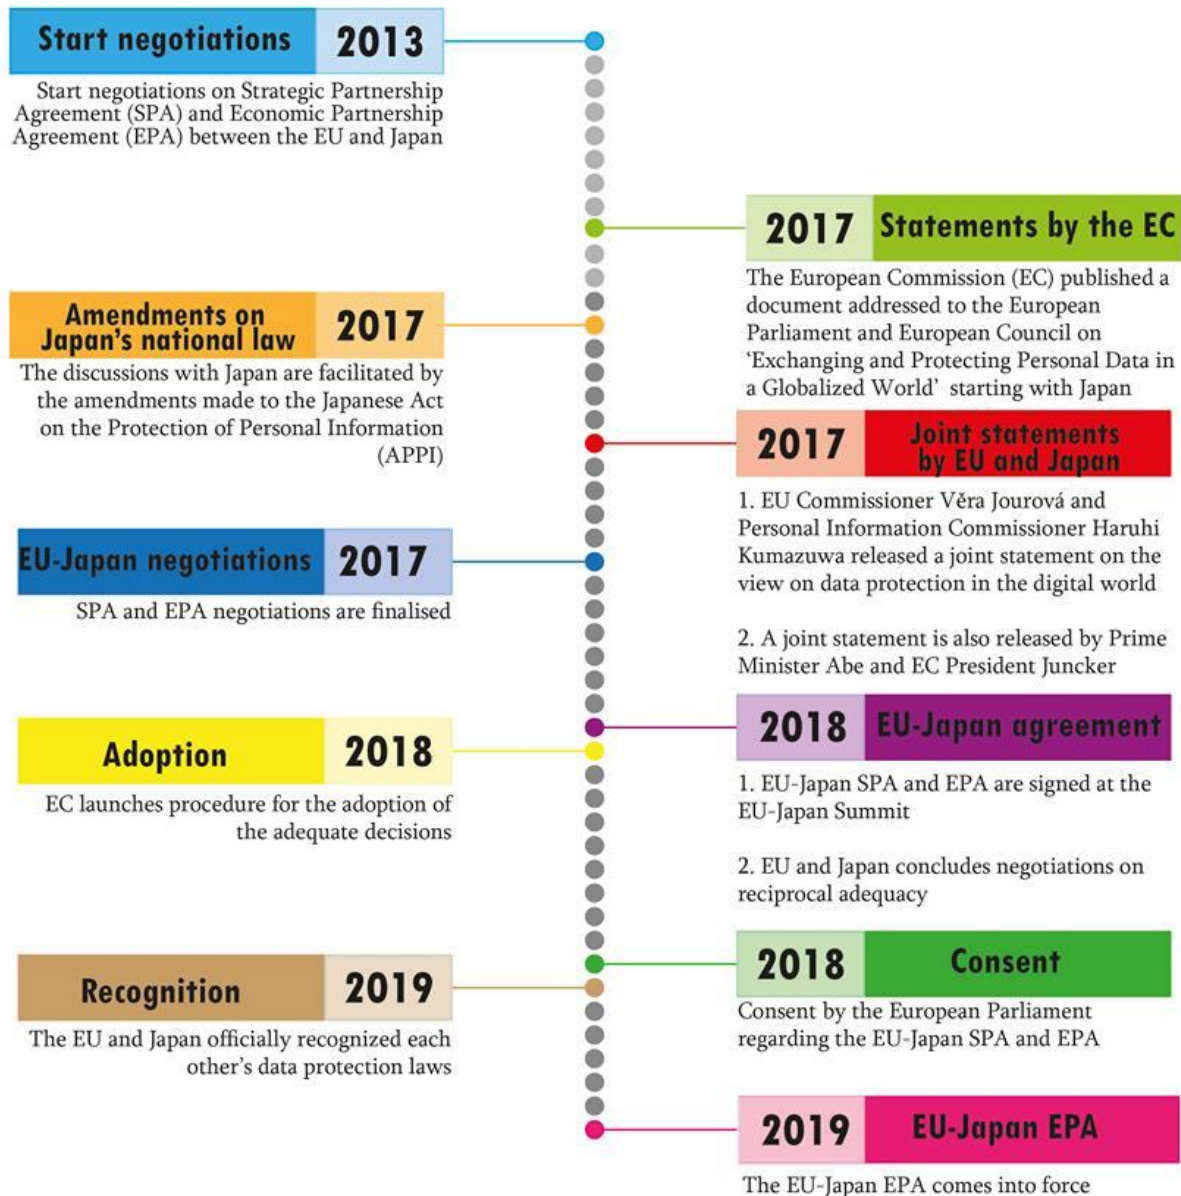 Start negotiations 2013
Start negotiations on Strategic Partnership
Agreement (SPA) and Economic Partnership
Agreement (EPA) between the EU and Japan
2017 Statements by the EC
The European Commission (EC) published a
document addressed to the European
Parliament and European Council on
‘Exchanging and Protecting Personal Data in
a Globalized World’ starting with Japan
Amendments on
Japan’s national law
2017
The discussions with Japan are facilitated by
the amendments made to the Japanese Act
on the Protection of Personal Information
(APPI)
2017
Joint statements
by EU and Japan
1. EU Commissioner Věra Jourová and
Personal Information Commissioner Haruhi
Kumazuwa released a joint statement on the
view on data protection in the digital world
2. A joint statement is also released by Prime
Minister Abe and EC President Juncker
EU-Japan negotiations 2017
SPA and EPA negotiations are finalised
2018 EU-Japan agreement
1. EU-Japan SPA and EPA are signed at the
EU-Japan Summit
2. EU and Japan concludes negotiations on
reciprocal adequacy
Adoption 2018
EC launches procedure for the adoption of
the adequate decisions
2018 Consent
Consent by the European Parliament
regarding the EU-Japan SPA and EPA
Recognition 2019
The EU and Japan officially recognized each
other’s data protection laws
2019 EU-Japan EPA
The EU-Japan EPA comes into force